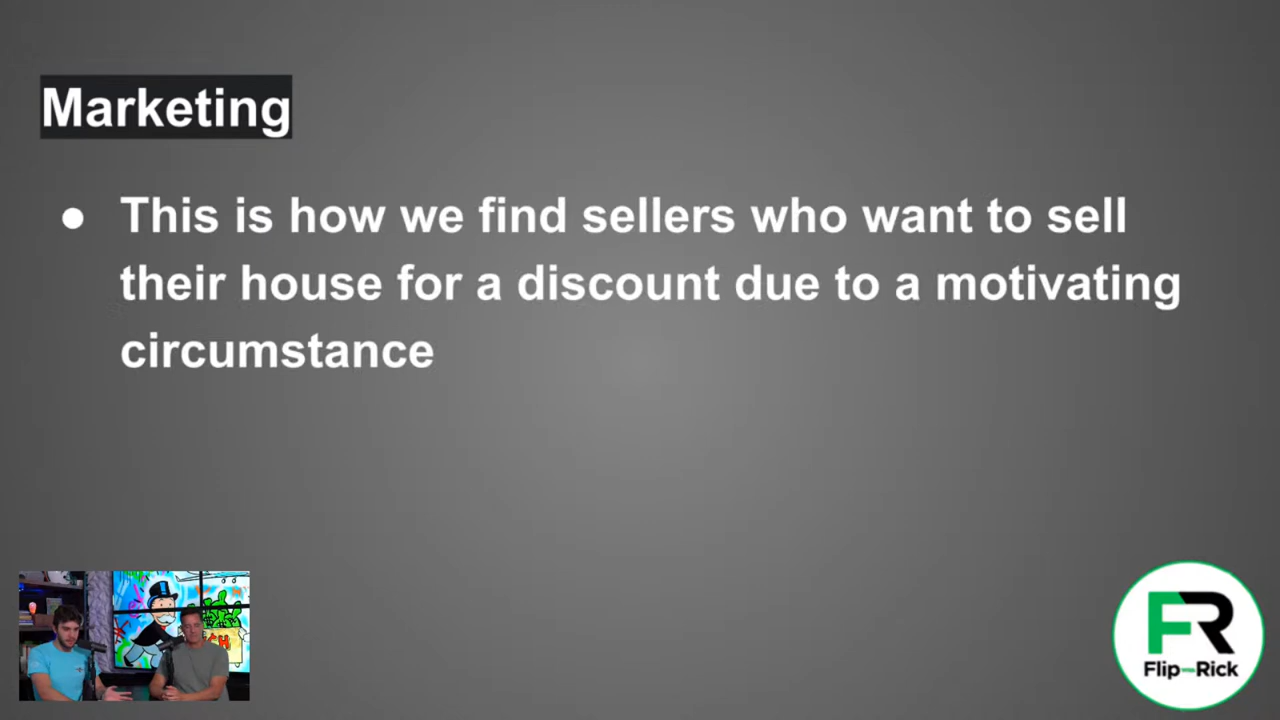 Marketing
● This is how we find sellers who want to sell
their house for a discount due to a motivating
circumstance
FR
Flip Rick